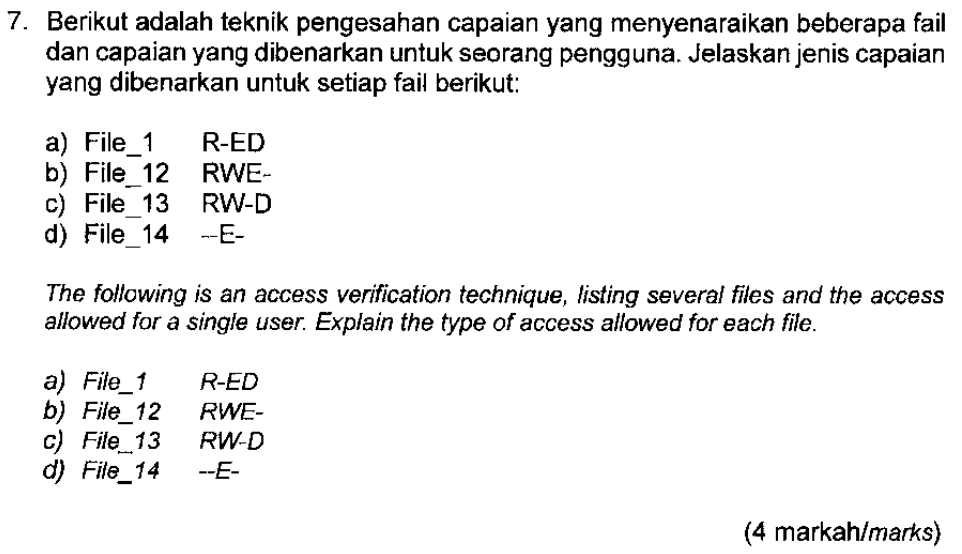 7. Berikut adalah teknik pengesahan capaian yang menyenaraikan beberapa fail
dan capaian yang dibenarkan untuk seorang pengguna. Jelaskan jenis capaian
yang dibenarkan untuk setiap fail berikut:
a) File_1 R-ED
b) File_12 RWE-
c) File_13 RW-D
d) File_14 --E-
The following is an access verification technique, listing several files and the access
allowed for a single user. Explain the type of access allowed for each file.
a) File_1 R-ED
b) File_12 RWE-
c) File_13 RW-D
d) File_14 --E-
(4 markah/marks)